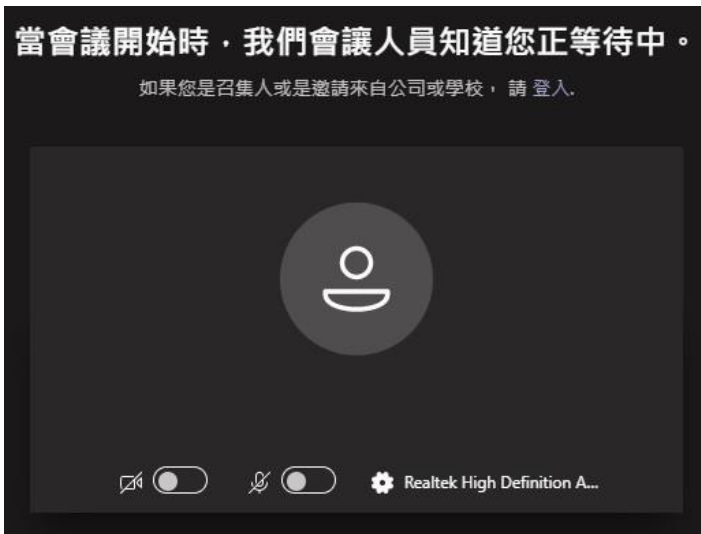 當會議開始時，我們會讓人員知道您正等待中。
如果您是召集人或是邀請來自公司或學校， 請 登入.
Realtek High Definition A...